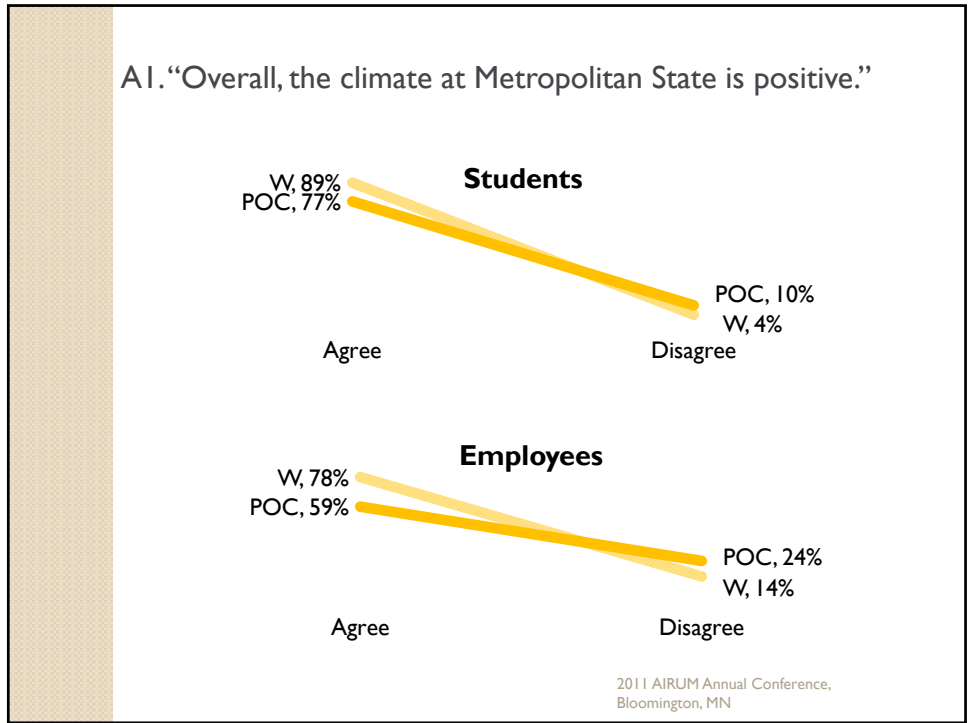 A1. “Overall, the climate at Metropolitan State is positive.”
Students
W, 89%
POC, 77%
POC, 10%
W, 4%
Agree
Disagree
Employees
W, 78%
POC, 59%
POC, 24%
W, 14%
Agree
Disagree
2011 AIRUM Annual Conference,
Bloomington, MN